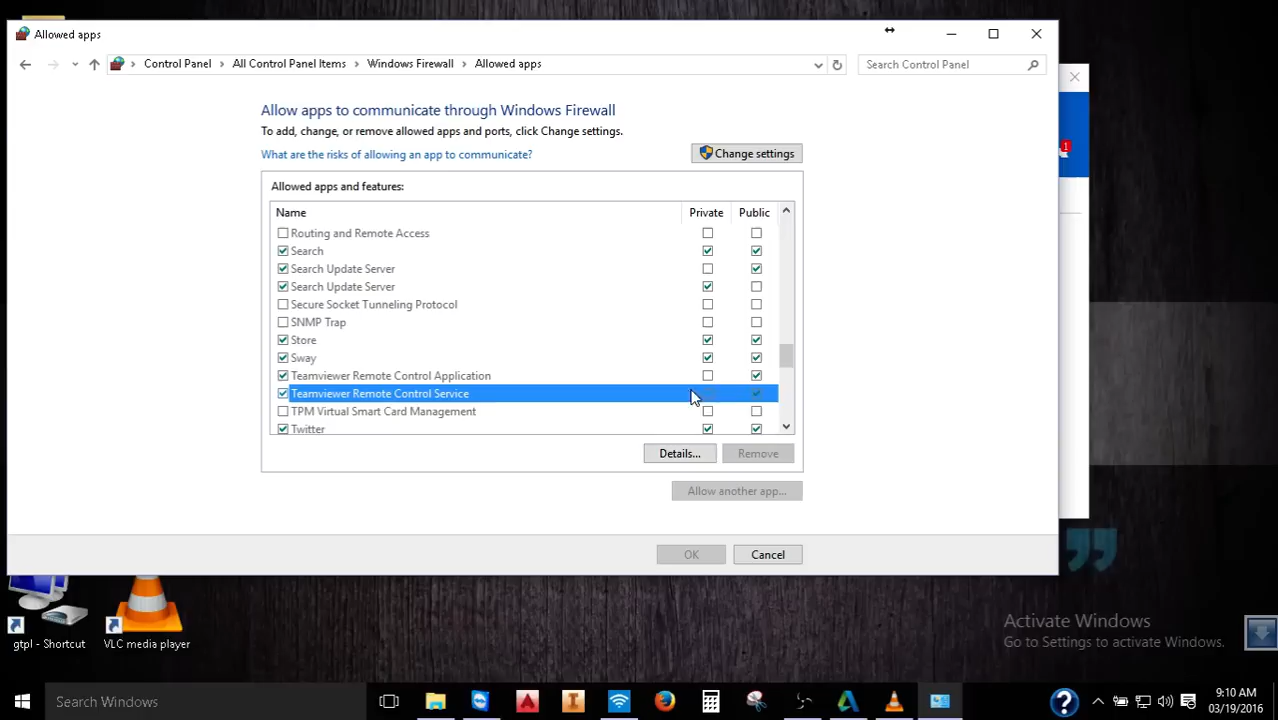 Allowed apps
Control Panel > All Control Panel Items > Windows Firewall > Allowed apps
Search Control Panel
Allow apps to communicate through Windows Firewall
To add, change, or remove allowed apps and ports, click Change settings.
What are the risks of allowing an app to communicate?
Change settings
Allowed apps and features:
Name Private Public
Routing and Remote Access
Search
Search Update Server
Search Update Server
Secure Socket Tunneling Protocol
SNMP Trap
Store
Sway
Teamviewer Remote Control Application
Teamviewer Remote Control Service
TPM Virtual Smart Card Management
Twitter
Details... Remove
Allow another app...
OK Cancel
1
gtpl - Shortcut
VLC media player
Activate Windows
Go to Settings to activate Windows.
Search Windows
9:10 AM
03/19/2016